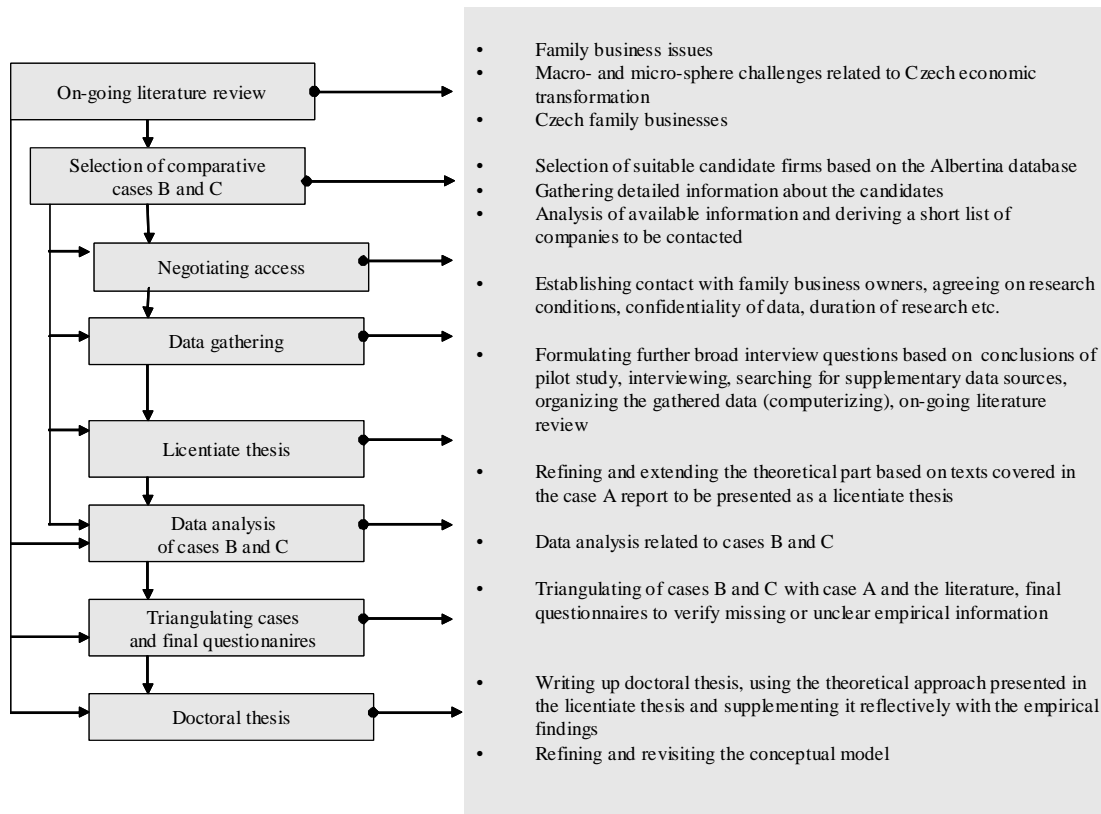 On-going literature review
Selection of comparative
cases B and C
Negotiating access
Data gathering
Licentiate thesis
Data analysis
of cases B and C
Triangulating cases
and final questionanires
Doctoral thesis
• Family business issues
• Macro- and micro-sphere challenges related to Czech economic
transformation
• Czech family businesses
• Selection of suitable candidate firms based on the Albertina database
• Gathering detailed information about the candidates
• Analysis of available information and deriving a short list of
companies to be contacted
• Establishing contact with family business owners, agreeing on research
conditions, confidentiality of data, duration of research etc.
• Formulating further broad interview questions based on conclusions of
pilot study, interviewing, searching for supplementary data sources,
organizing the gathered data (computerizing), on-going literature
review
• Refining and extending the theoretical part based on texts covered in
the case A report to be presented as a licentiate thesis
• Data analysis related to cases B and C
• Triangulating of cases B and C with case A and the literature, final
questionnaires to verify missing or unclear empirical information
• Writing up doctoral thesis, using the theoretical approach presented in
the licentiate thesis and supplementing it reflectively with the empirical
findings
• Refining and revisiting the conceptual model